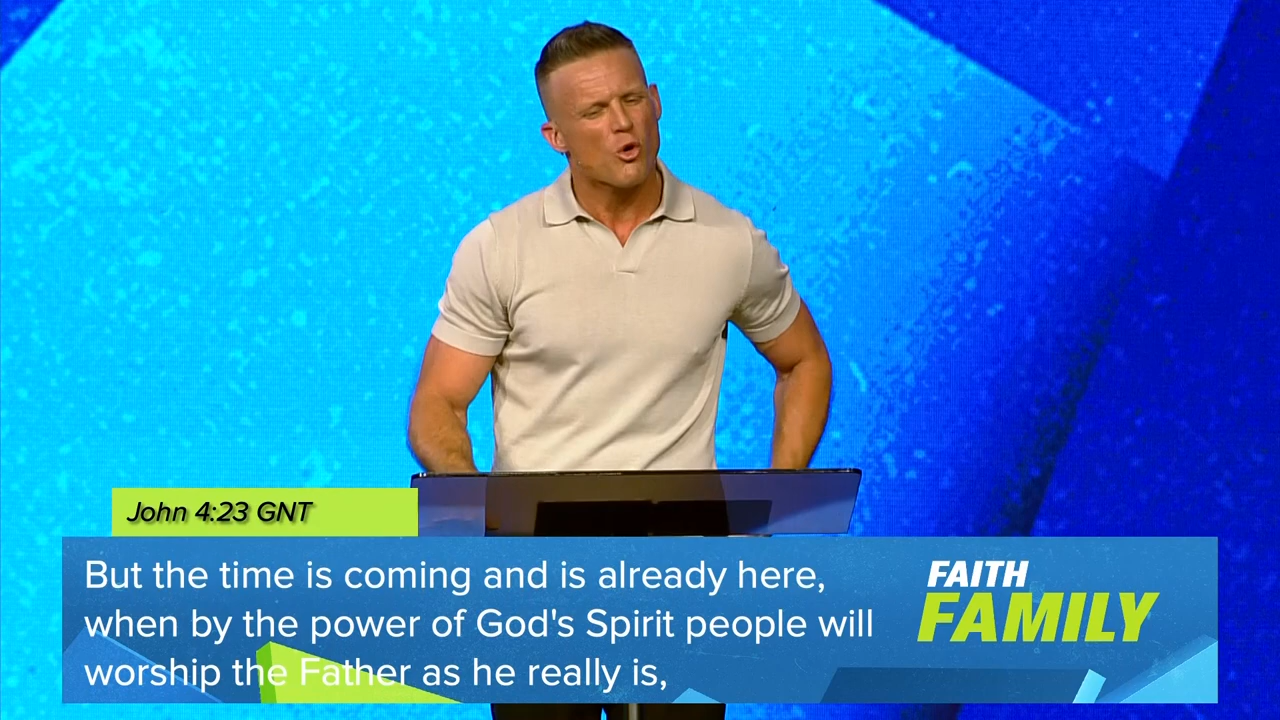 John 4:23 GNT
But the time is coming and is already here,
when by the power of God's Spirit people will
worship the Father as he really is,
FAITH
FAMILY